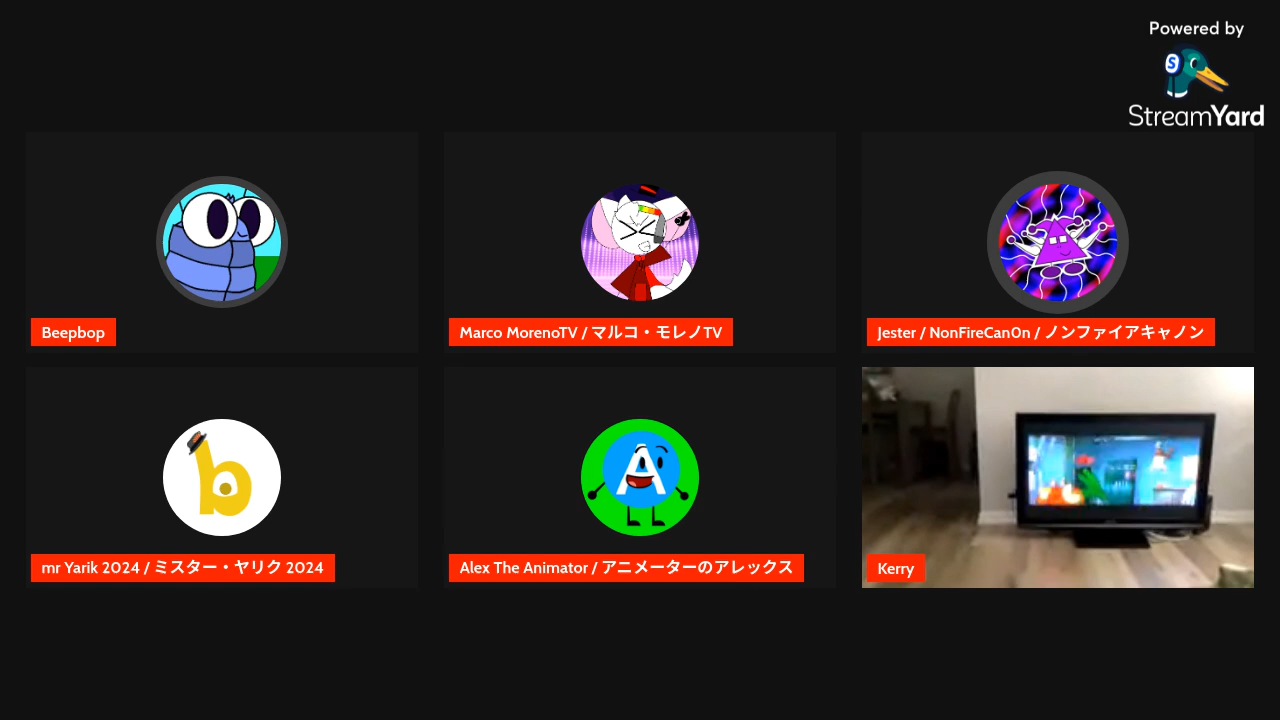 Powered by
StreamYard
Beepbop
Marco MorenoTV / マルコ・モレノTV
Jester / NonFireCan0n / ノンファイアキャノン
mr Yarik 2024 / ミスター・ヤリク 2024
Alex The Animator / アニメーターのアレックス
Kerry